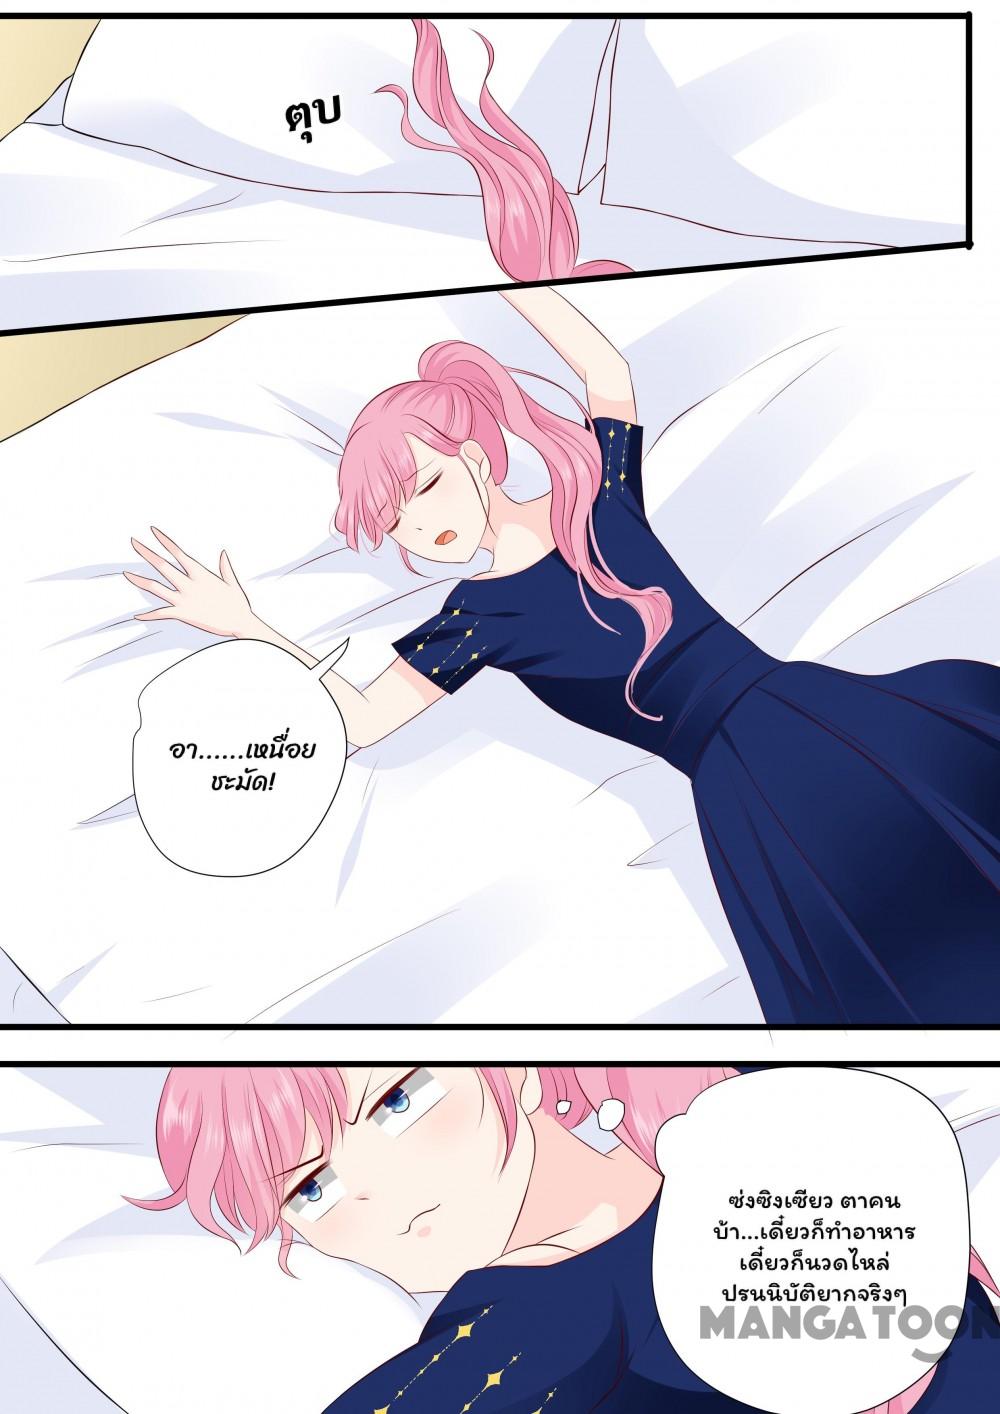 ตุบ
อา......เหนื่อย
ชะมัด!
ซ่งซิงเซียว ตาคน
บ้า...เดี๋ยวก็ทำอาหาร
เดี๋ยวก็นวดไหล่
ปรนนิบัติยากจริงๆ
MANGATOON